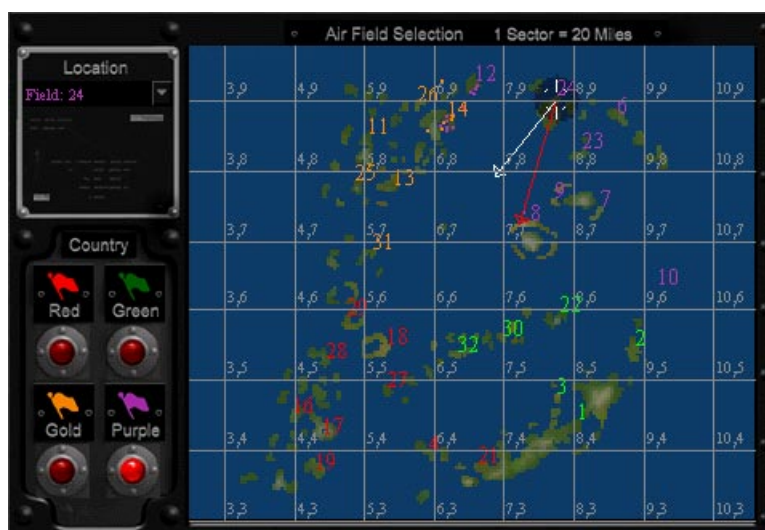 Air Field Selection 1 Sector = 20 Miles
Location
Field: 24
Country
Red
Green
Gold
Purple
12
3,9 4,9 5,9 26 6,9 7,9 24 8,9 9,9 10,9
14 6
11
23
3,8 4,8 5,8 6,8 7,8 8,8 9,8 10,8
25 13
9 7
8
3,7 4,7 5,7 6,7 7,7 8,7 9,7 10,7
31
10
3,6 4,6 5,6 6,6 7,6 8,6 9,6 10,6
22
18 30 2
28 32
3,5 4,5 5,5 6,5 7,5 8,5 9,5 10,5
27 3
16 1
17
3,4 4,4 5,4 4 6,4 7,4 8,4 9,4 10,4
19 21
3,3 4,3 5,3 6,3 7,3 8,3 9,3 10,3